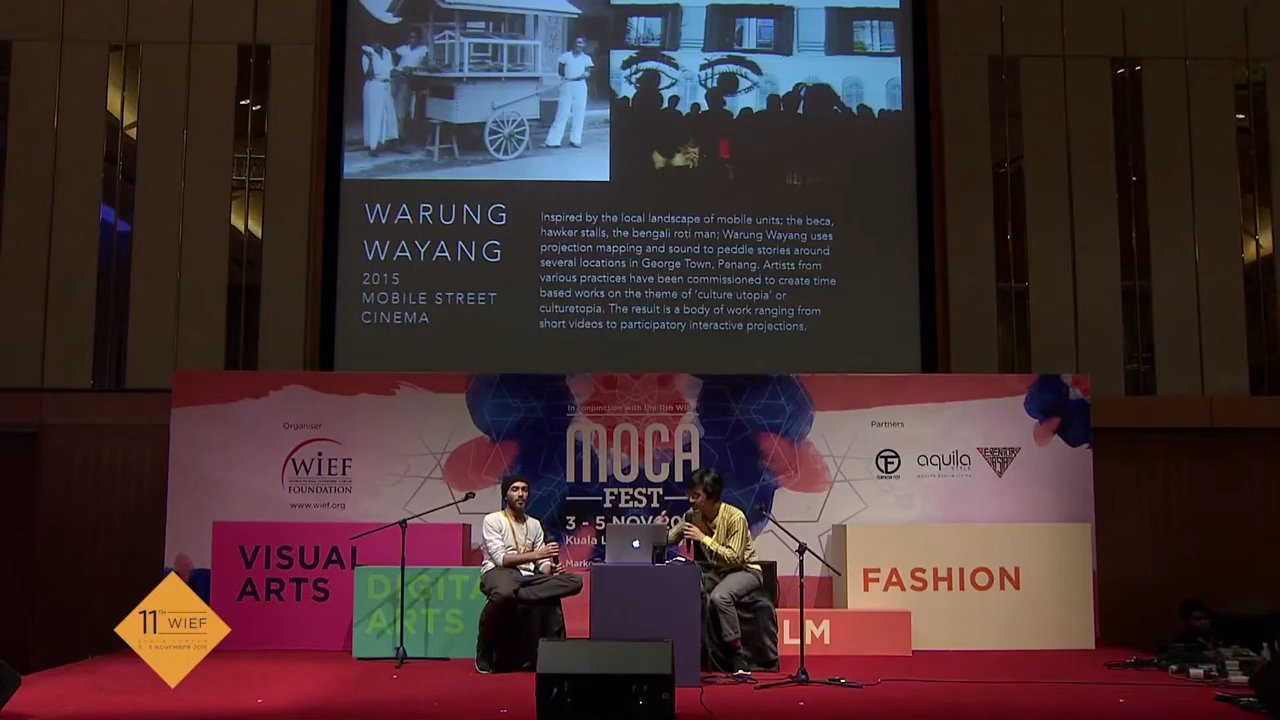 WARUNG
WAYANG
2015
MOBILE STREET
CINEMA
Inspired by the local landscape of mobile units; the beca,
hawker stalls, the bengali roti man; Warung Wayang uses
projection mapping and sound to peddle stories around
several locations in George Town, Penang. Artists from
various practices have been commissioned to create time
based works on the theme of ‘culture utopia’ or
culturetopia. The result is a body of work ranging from
short videos to participatory interactive projections.
In conjunction with the 11th WIEF
MOCA
FEST
3 - 5 NOV
Kuala L
Organiser
WIEF
FOUNDATION
www.wief.org
Partners
aquila
STYLE
VISUAL
ARTS
DIGITA
ARTS
LM
FASHION
11TH WIEF